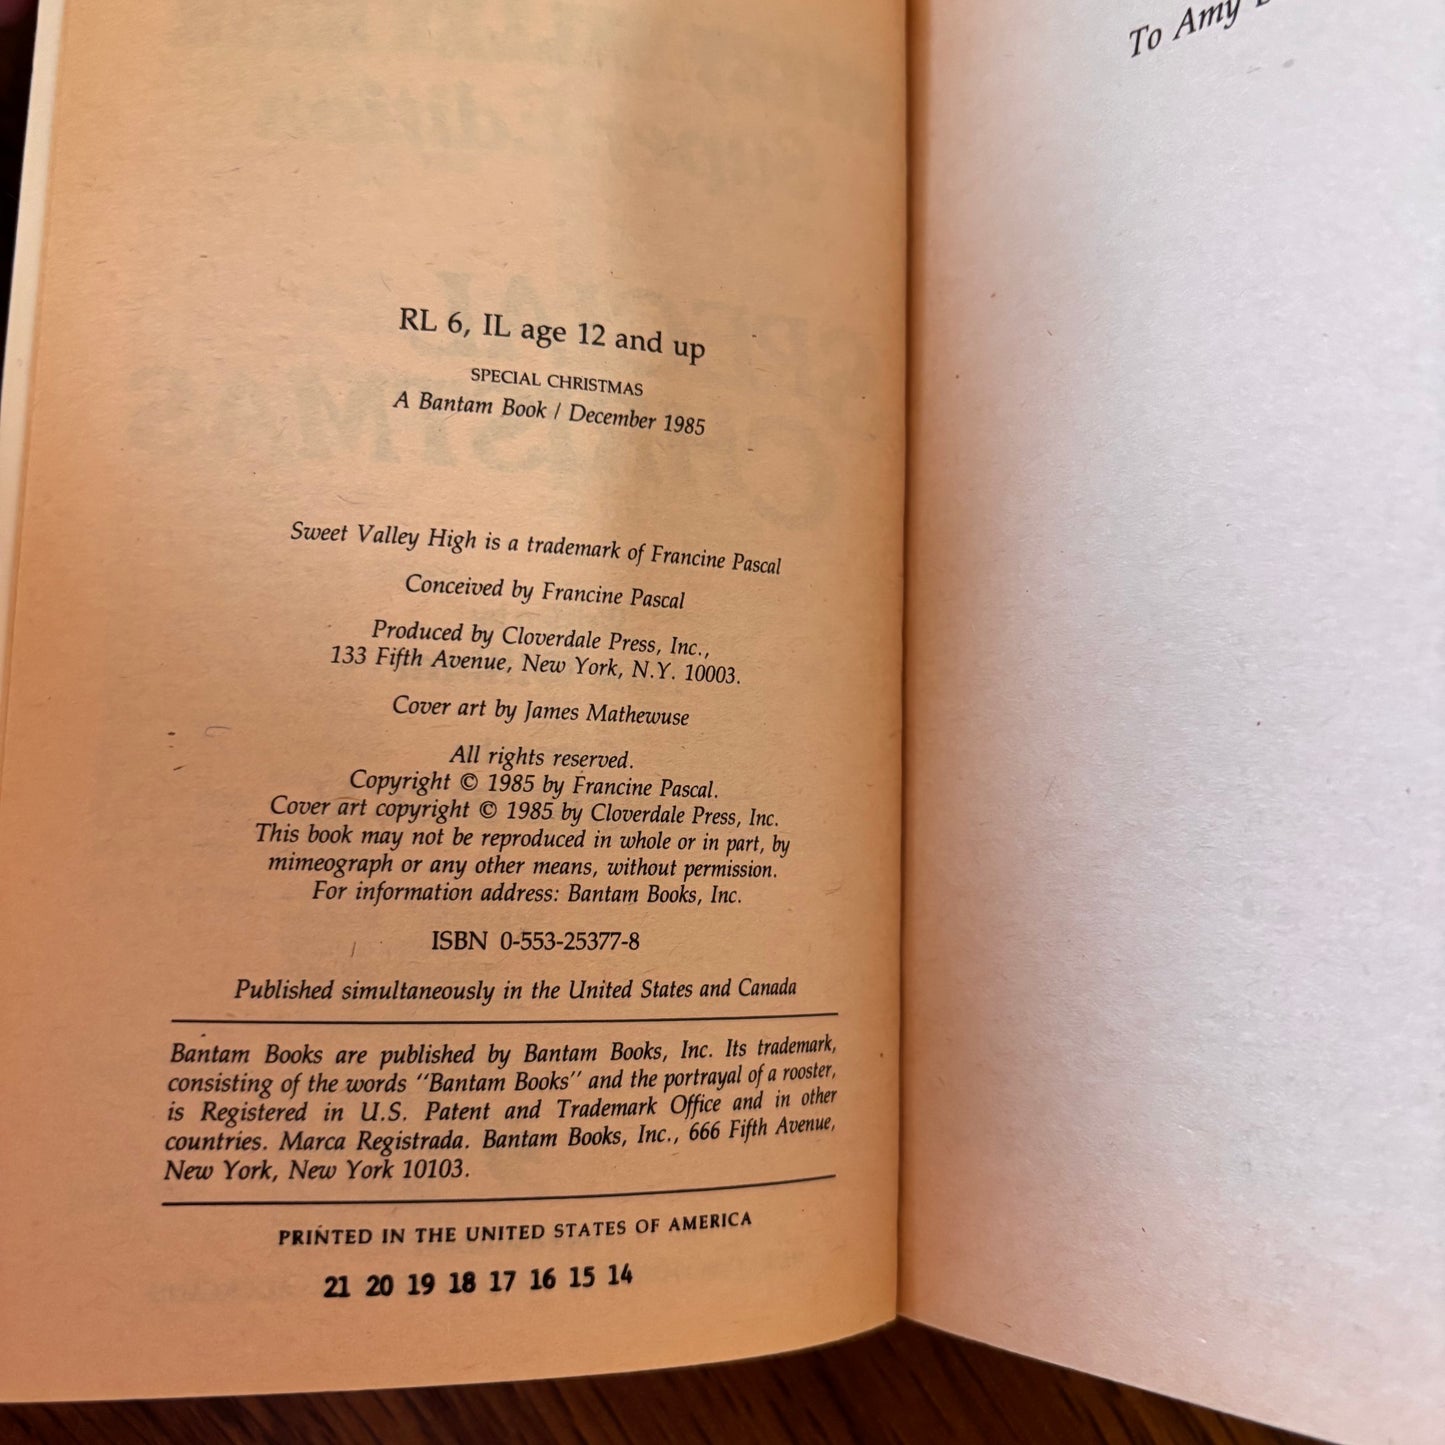 RL 6, IL age 12 and up
SPECIAL CHRISTMAS
A Bantam Book / December 1985
Sweet Valley High is a trademark of Francine Pascal
Conceived by Francine Pascal
Produced by Cloverdale Press, Inc.,
133 Fifth Avenue, New York, N.Y. 10003.
Cover art by James Mathewuse
All rights reserved.
Copyright © 1985 by Francine Pascal.
Cover art copyright © 1985 by Cloverdale Press, Inc.
This book may not be reproduced in whole or in part, by
mimeograph or any other means, without permission.
For information address: Bantam Books, Inc.
ISBN 0-553-25377-8
Published simultaneously in the United States and Canada
Bantam Books are published by Bantam Books, Inc. Its trademark,
consisting of the words "Bantam Books" and the portrayal of a rooster,
is Registered in U.S. Patent and Trademark Office and in other
countries. Marca Registrada. Bantam Books, Inc., 666 Fifth Avenue,
New York, New York 10103.
PRINTED IN THE UNITED STATES OF AMERICA
21 20 19 18 17 16 15 14
To Amy